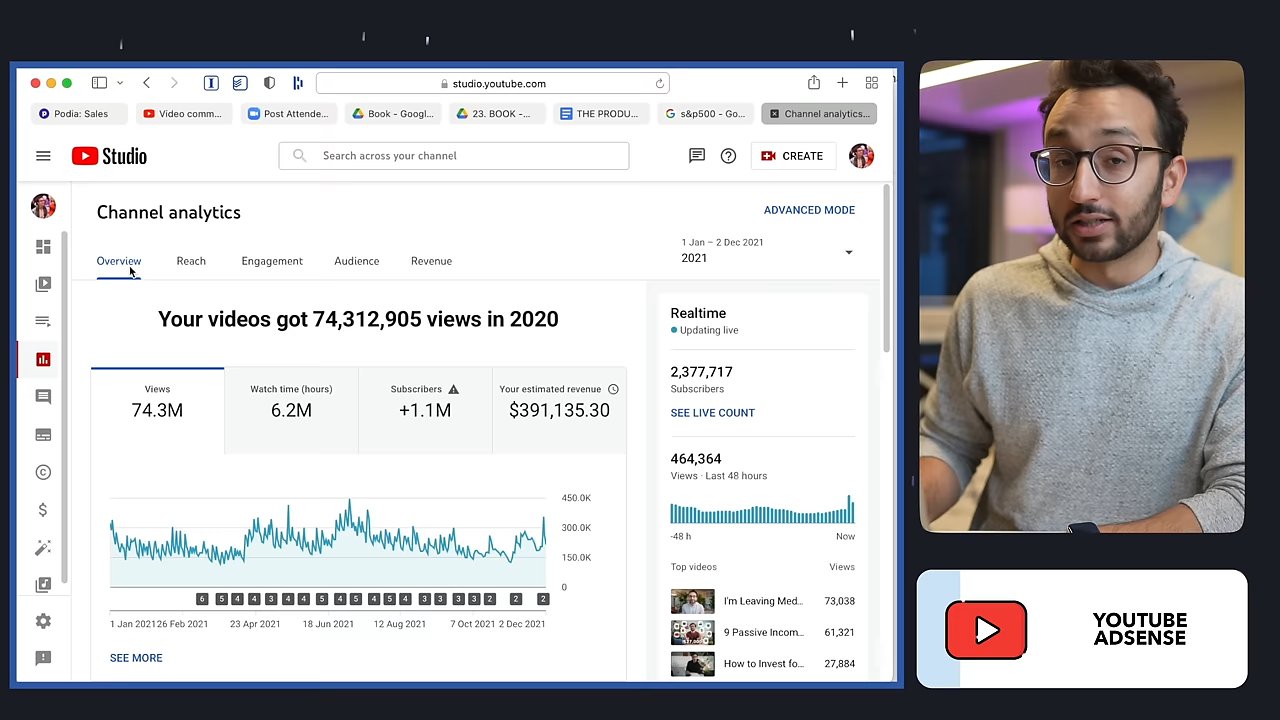 studio.youtube.com
Podia: Sales
Video comm...
Post Attende...
Book - Googl...
23. BOOK -...
THE PRODU...
s&p500 - Go...
Channel analytics...
Studio
Search across your channel
CREATE
Channel analytics
ADVANCED MODE
Overview
Reach
Engagement
Audience
Revenue
1 Jan – 2 Dec 2021
2021
Your videos got 74,312,905 views in 2020
Views
74.3M
Watch time (hours)
6.2M
Subscribers
+1.1M
Your estimated revenue
$391,135.30
450.0K
300.0K
150.0K
0
6 5 4 4 3 4 4 5 4 5 4 5 4 3 3 3 3 2 2 2
1 Jan 2021 26 Feb 2021 23 Apr 2021 18 Jun 2021 12 Aug 2021 7 Oct 2021 2 Dec 2021
SEE MORE
Realtime
Updating live
2,377,717
Subscribers
SEE LIVE COUNT
464,364
Views · Last 48 hours
-48 h
Now
Top videos
Views
I'm Leaving Med...
73,038
9 Passive Incom...
61,321
How to Invest fo...
27,884
YOUTUBE
ADSENSE